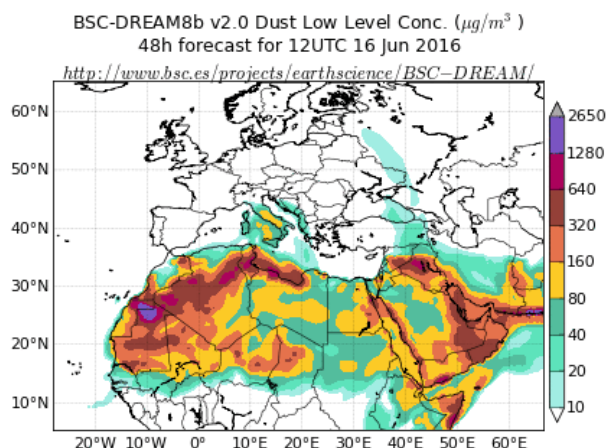 BSC-DREAM8b v2.0 Dust Low Level Conc. (μg/m³ )
48h forecast for 12UTC 16 Jun 2016
http://www.bsc.es/projects/earthscience/BSC−DREAM/
60°N
50°N
40°N
30°N
20°N
10°N
20°W 10°W 0° 10°E 20°E 30°E 40°E 50°E 60°E
2650
1280
640
320
160
80
40
20
10